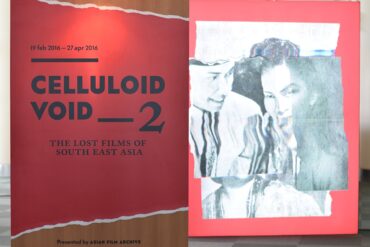 19 feb 2016—27 apr 2016
CELLULOID
VOID — 2
THE LOST FILMS OF
SOUTH EAST ASIA
Presented by ASIAN FILM ARCHIVE